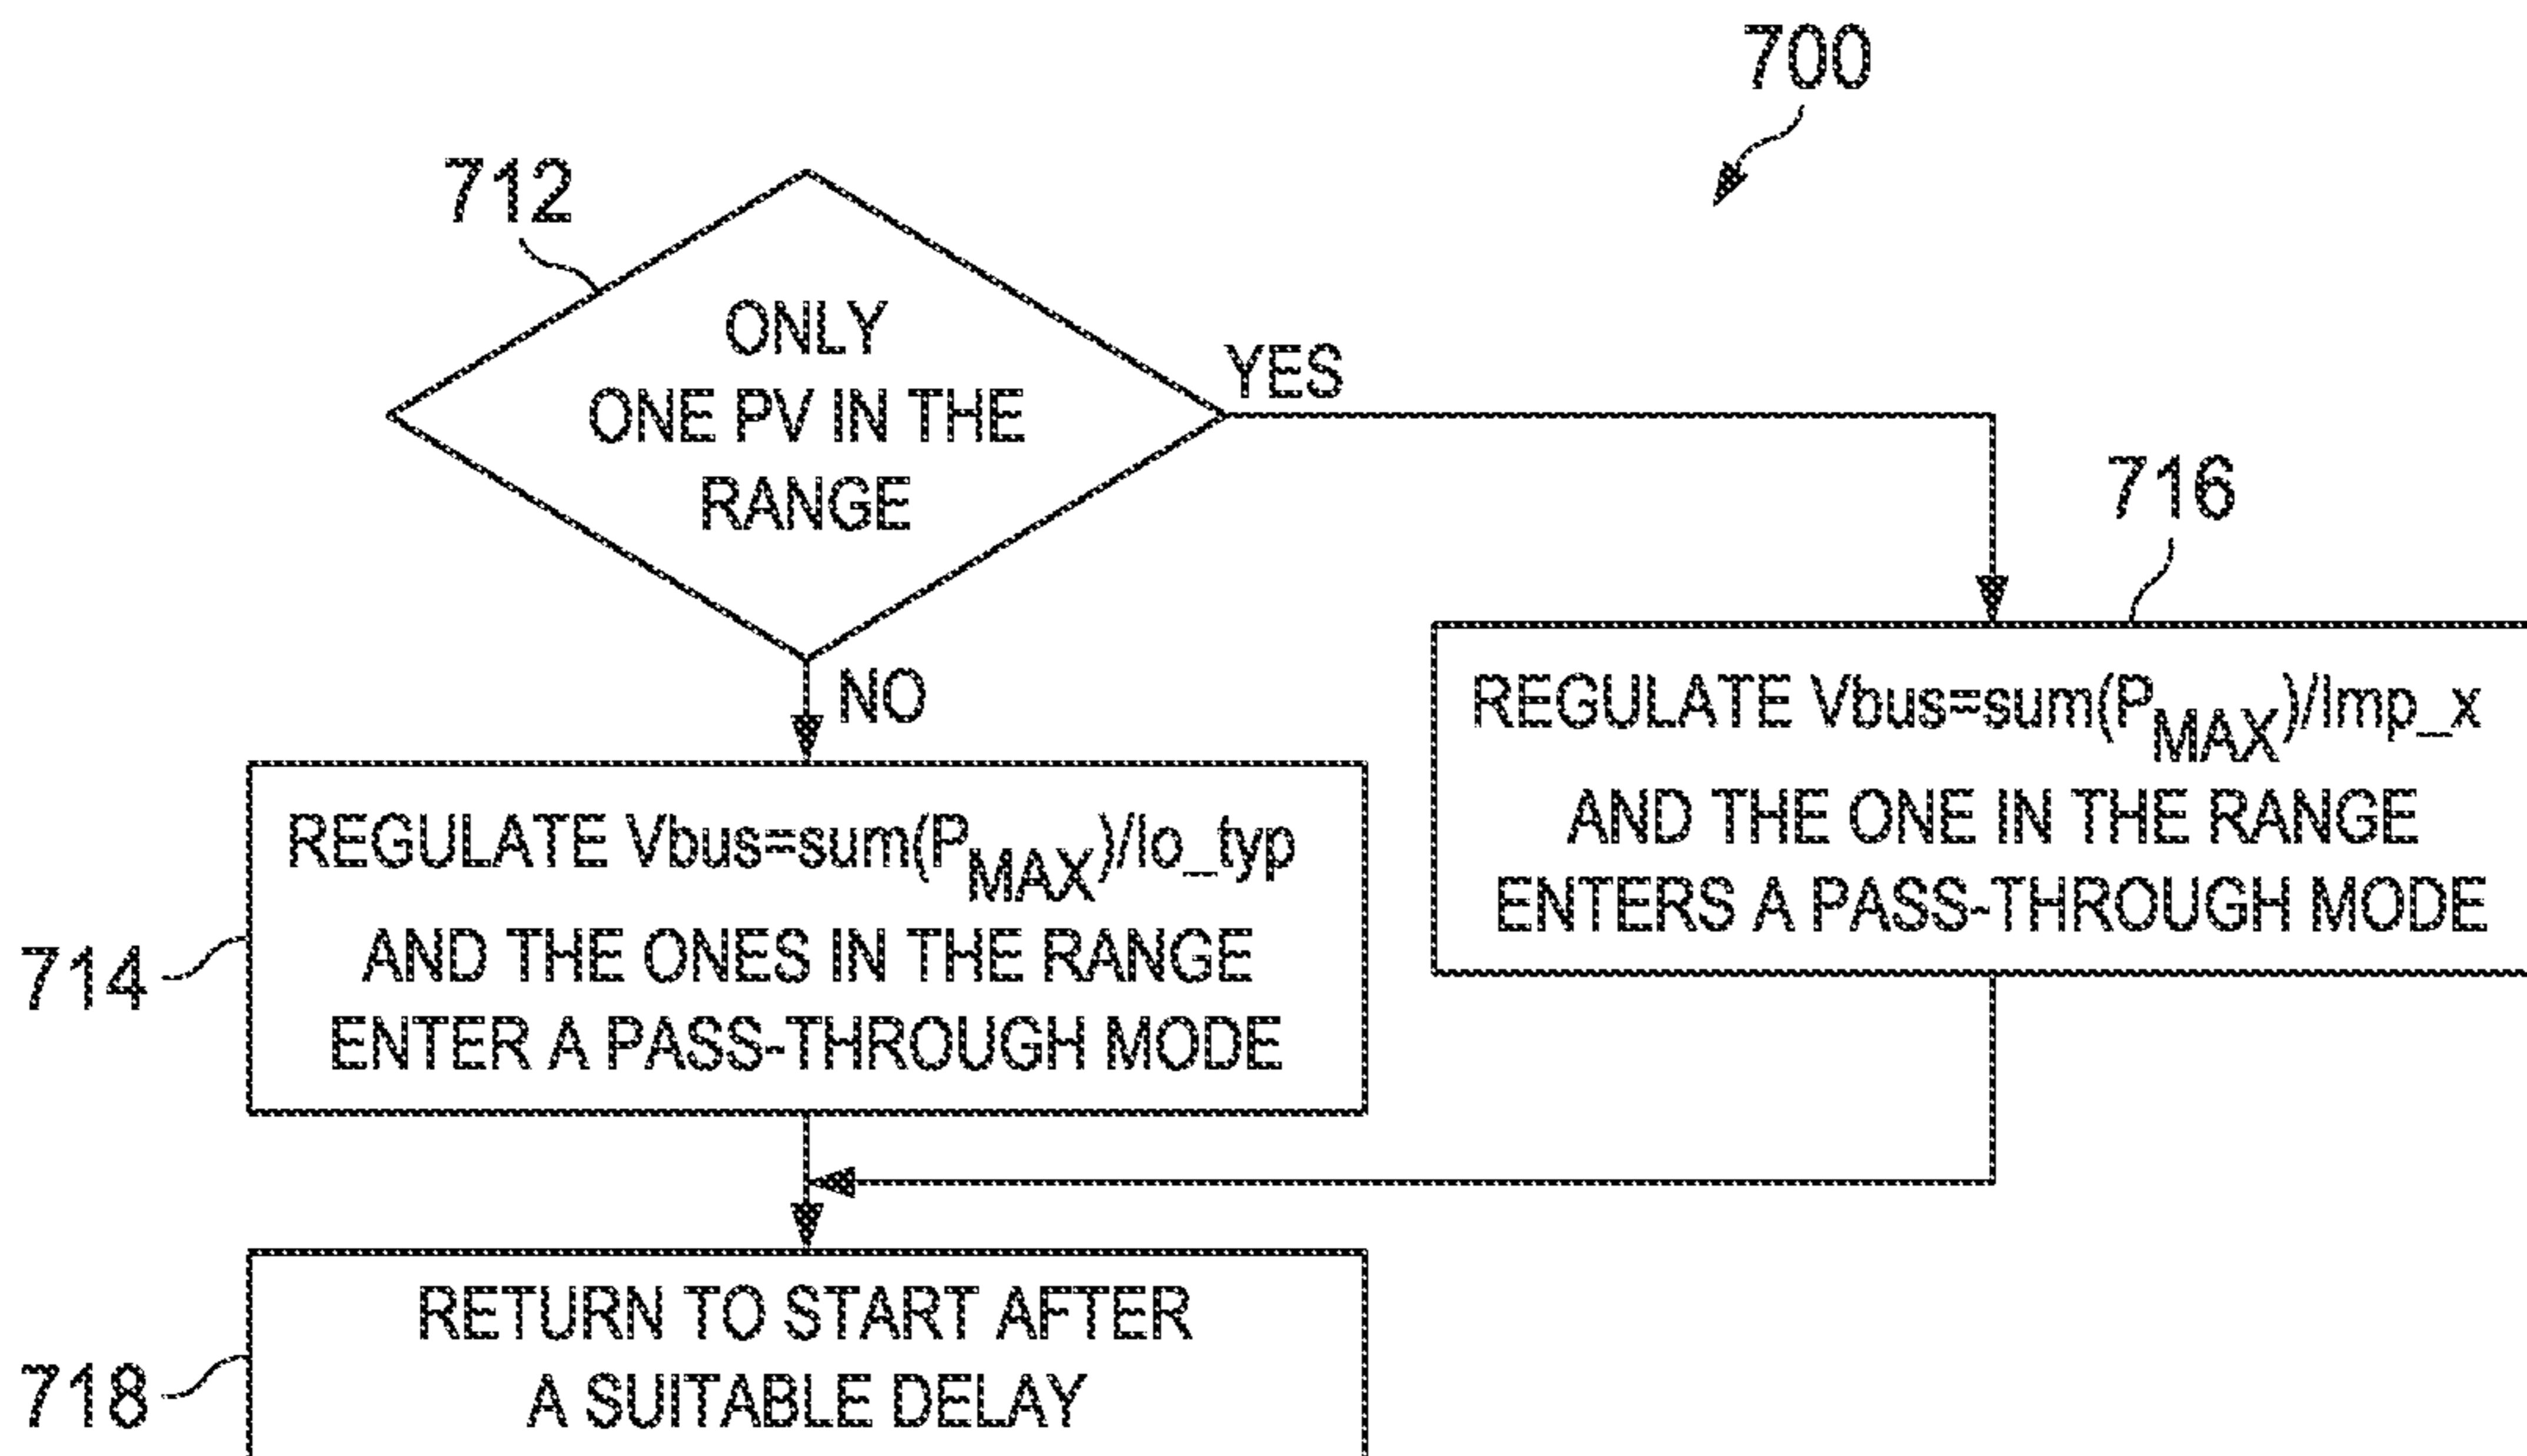 700
712
ONLY
ONE PV IN THE
RANGE
YES
NO
716
REGULATE Vbus=sum(PMAX)/Imp_x
AND THE ONE IN THE RANGE
ENTERS A PASS-THROUGH MODE
714
REGULATE Vbus=sum(PMAX)/Io_typ
AND THE ONES IN THE RANGE
ENTER A PASS-THROUGH MODE
718
RETURN TO START AFTER
A SUITABLE DELAY